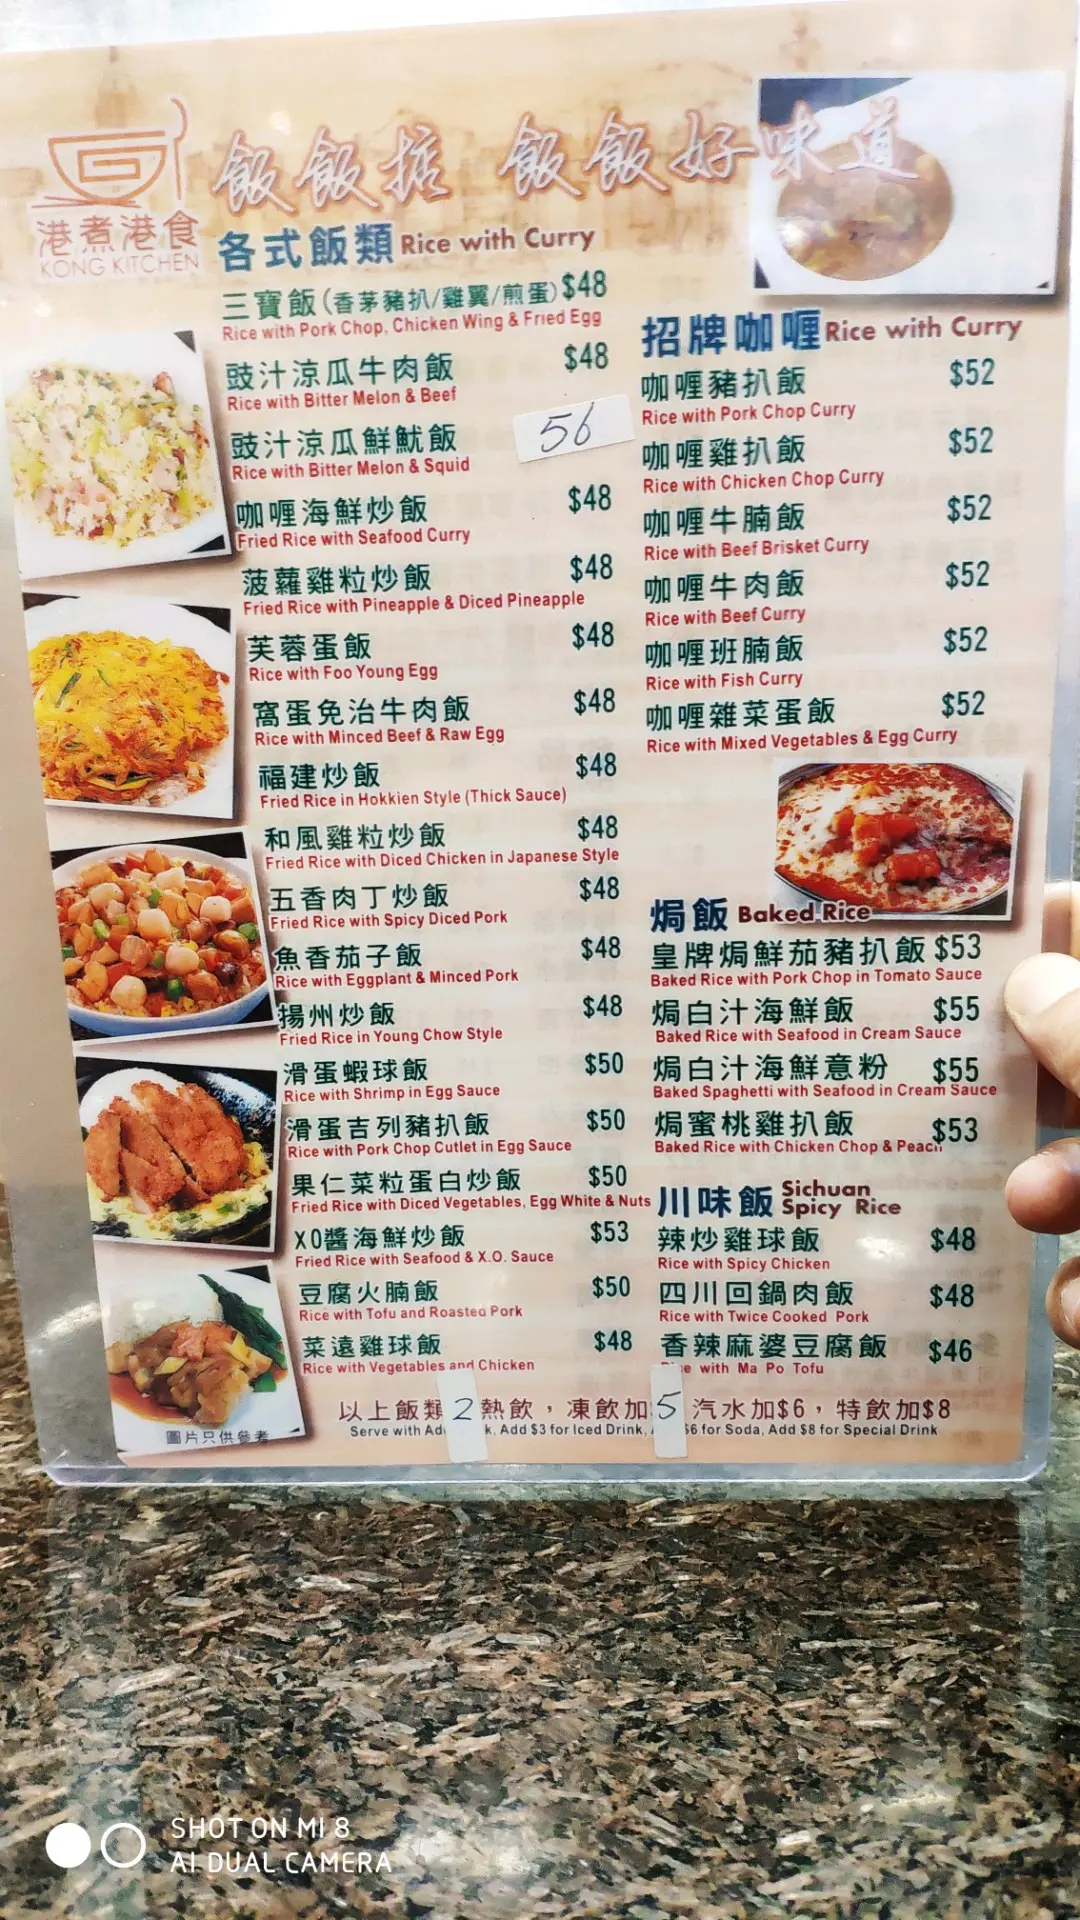 飯飯掂 飯飯好味道
港煮港食
KONG KITCHEN
各式飯類 Rice with Curry
三寶飯(香茅豬扒/雞翼/煎蛋) $48
Rice with Pork Chop, Chicken Wing & Fried Egg
豉汁涼瓜牛肉飯 $48
Rice with Bitter Melon & Beef
豉汁涼瓜鮮魷飯 56
Rice with Bitter Melon & Squid
咖喱海鮮炒飯 $48
Fried Rice with Seafood Curry
菠蘿雞粒炒飯 $48
Fried Rice with Pineapple & Diced Pineapple
芙蓉蛋飯 $48
Rice with Foo Young Egg
窩蛋免治牛肉飯 $48
Rice with Minced Beef & Raw Egg
福建炒飯 $48
Fried Rice in Hokkien Style (Thick Sauce)
和風雞粒炒飯 $48
Fried Rice with Diced Chicken in Japanese Style
五香肉丁炒飯 $48
Fried Rice with Spicy Diced Pork
魚香茄子飯 $48
Rice with Eggplant & Minced Pork
揚州炒飯 $48
Fried Rice in Young Chow Style
滑蛋蝦球飯 $50
Rice with Shrimp in Egg Sauce
滑蛋吉列豬扒飯 $50
Rice with Pork Chop Cutlet in Egg Sauce
果仁菜粒蛋白炒飯 $50
Fried Rice with Diced Vegetables, Egg White & Nuts
XO醬海鮮炒飯 $53
Fried Rice with Seafood & X.O. Sauce
豆腐火腩飯 $50
Rice with Tofu and Roasted Pork
菜遠雞球飯 $48
Rice with Vegetables and Chicken
招牌咖喱 Rice with Curry
咖喱豬扒飯 $52
Rice with Pork Chop Curry
咖喱雞扒飯 $52
Rice with Chicken Chop Curry
咖喱牛腩飯 $52
Rice with Beef Brisket Curry
咖喱牛肉飯 $52
Rice with Beef Curry
咖喱班腩飯 $52
Rice with Fish Curry
咖喱雜菜蛋飯 $52
Rice with Mixed Vegetables & Egg Curry
焗飯 Baked Rice
皇牌焗鮮茄豬扒飯 $53
Baked Rice with Pork Chop in Tomato Sauce
焗白汁海鮮飯 $55
Baked Rice with Seafood in Cream Sauce
焗白汁海鮮意粉 $55
Baked Spaghetti with Seafood in Cream Sauce
焗蜜桃雞扒飯 $53
Baked Rice with Chicken Chop & Peach
川味飯 Sichuan Spicy Rice
辣炒雞球飯 $48
Rice with Spicy Chicken
四川回鍋肉飯 $48
Rice with Twice Cooked Pork
香辣麻婆豆腐飯 $46
with Ma Po Tofu
以上飯類 2 熱飲，凍飲加 5 汽水加$6，特飲加$8
Serve with Add $3 for Iced Drink, $6 for Soda, Add $8 for Special Drink
圖片只供參考
SHOT ON MI 8
AI DUAL CAMERA